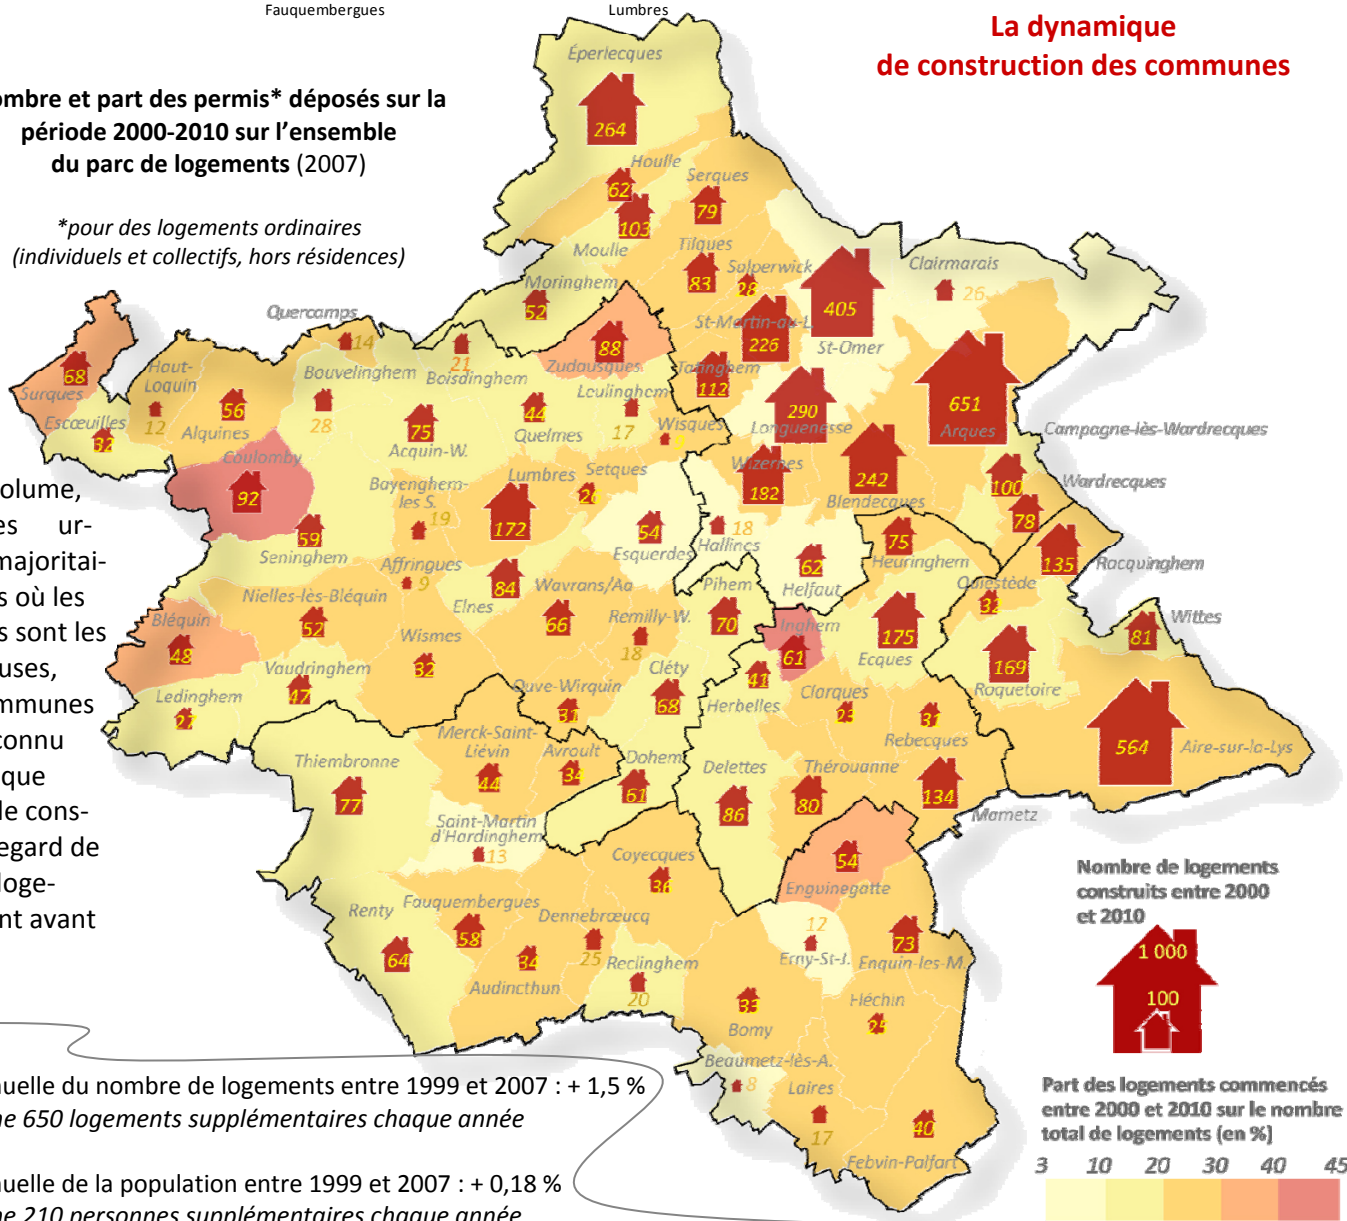 Fauquembergues
Lumbres
La dynamique
de construction des communes
ombre et part des permis* déposés sur la
période 2000-2010 sur l'ensemble
du parc de logements (2007)
*pour des logements ordinaires
(individuels et collectifs, hors résidences)
Éperlecques
264
Houlle
62
Serques
79
103
Moulle
Tilques
83
Salperwick
28
Moringhem
52
405
St-Omer
Clairmarais
26
St-Martin-au-L.
226
Quercamps
14
Boisdinghem
21
Zudausques
88
Tatinghem
112
Surques
68
Haut-
Loquin
12
Escœuilles
32
Alquines
56
Bouvelinghem
28
Acquin-W.
75
Quelmes
44
Leulinghem
17
Wisques
9
Longuenesse
290
Arques
651
Campagne-lès-Wardrecques
100
Wardrecques
78
Coulomby
92
Seninghem
59
Bayenghem-
les S.
19
Lumbres
172
Setques
26
Esquerdes
54
Wizernes
182
Hallines
18
Blendecques
242
Helfaut
62
Heuringhem
75
Racquinghem
135
Quiestède
32
Affringues
9
Elnes
84
Wavrans/Aa
66
Remilly-W.
18
Pihem
70
Inghem
61
Ecques
175
Roquetoire
169
Wittes
81
Nielles-lès-Bléquin
52
Bléquin
48
Wismes
32
Vaudringhem
47
Ledinghem
27
Ouve-Wirquin
31
Cléty
68
Herbelles
41
Clarques
23
Rebecques
31
Aire-sur-la-Lys
564
Thiembronne
77
Merck-Saint-
Liévin
44
Avroult
34
Dohem
61
Delettes
86
Thérouanne
80
134
Mametz
Saint-Martin
d'Hardinghem
13
Coyecques
36
Enguinegatte
54
Renty
64
Fauquembergues
58
Dennebrœucq
25
Audincthun
34
Reclinghem
20
12
Erny-St-J.
Enquin-les-M.
73
Bomy
33
Héchin
25
Beaumetz-lès-A.
8
Laires
17
Febvin-Palfart
40
olume,
es ur-
majoritai-
s où les
s sont les
uses,
mmunes
connu
que
de cons-
egard de
loge-
nt avant
Nombre de logements
construits entre 2000
et 2010
1 000
100
Part des logements commencés
entre 2000 et 2010 sur le nombre
total de logements (en %)
3 10 20 30 40 45
nuelle du nombre de logements entre 1999 et 2007 : + 1,5 %
ne 650 logements supplémentaires chaque année
nuelle de la population entre 1999 et 2007 : + 0,18 %
ne 210 personnes supplémentaires chaque année